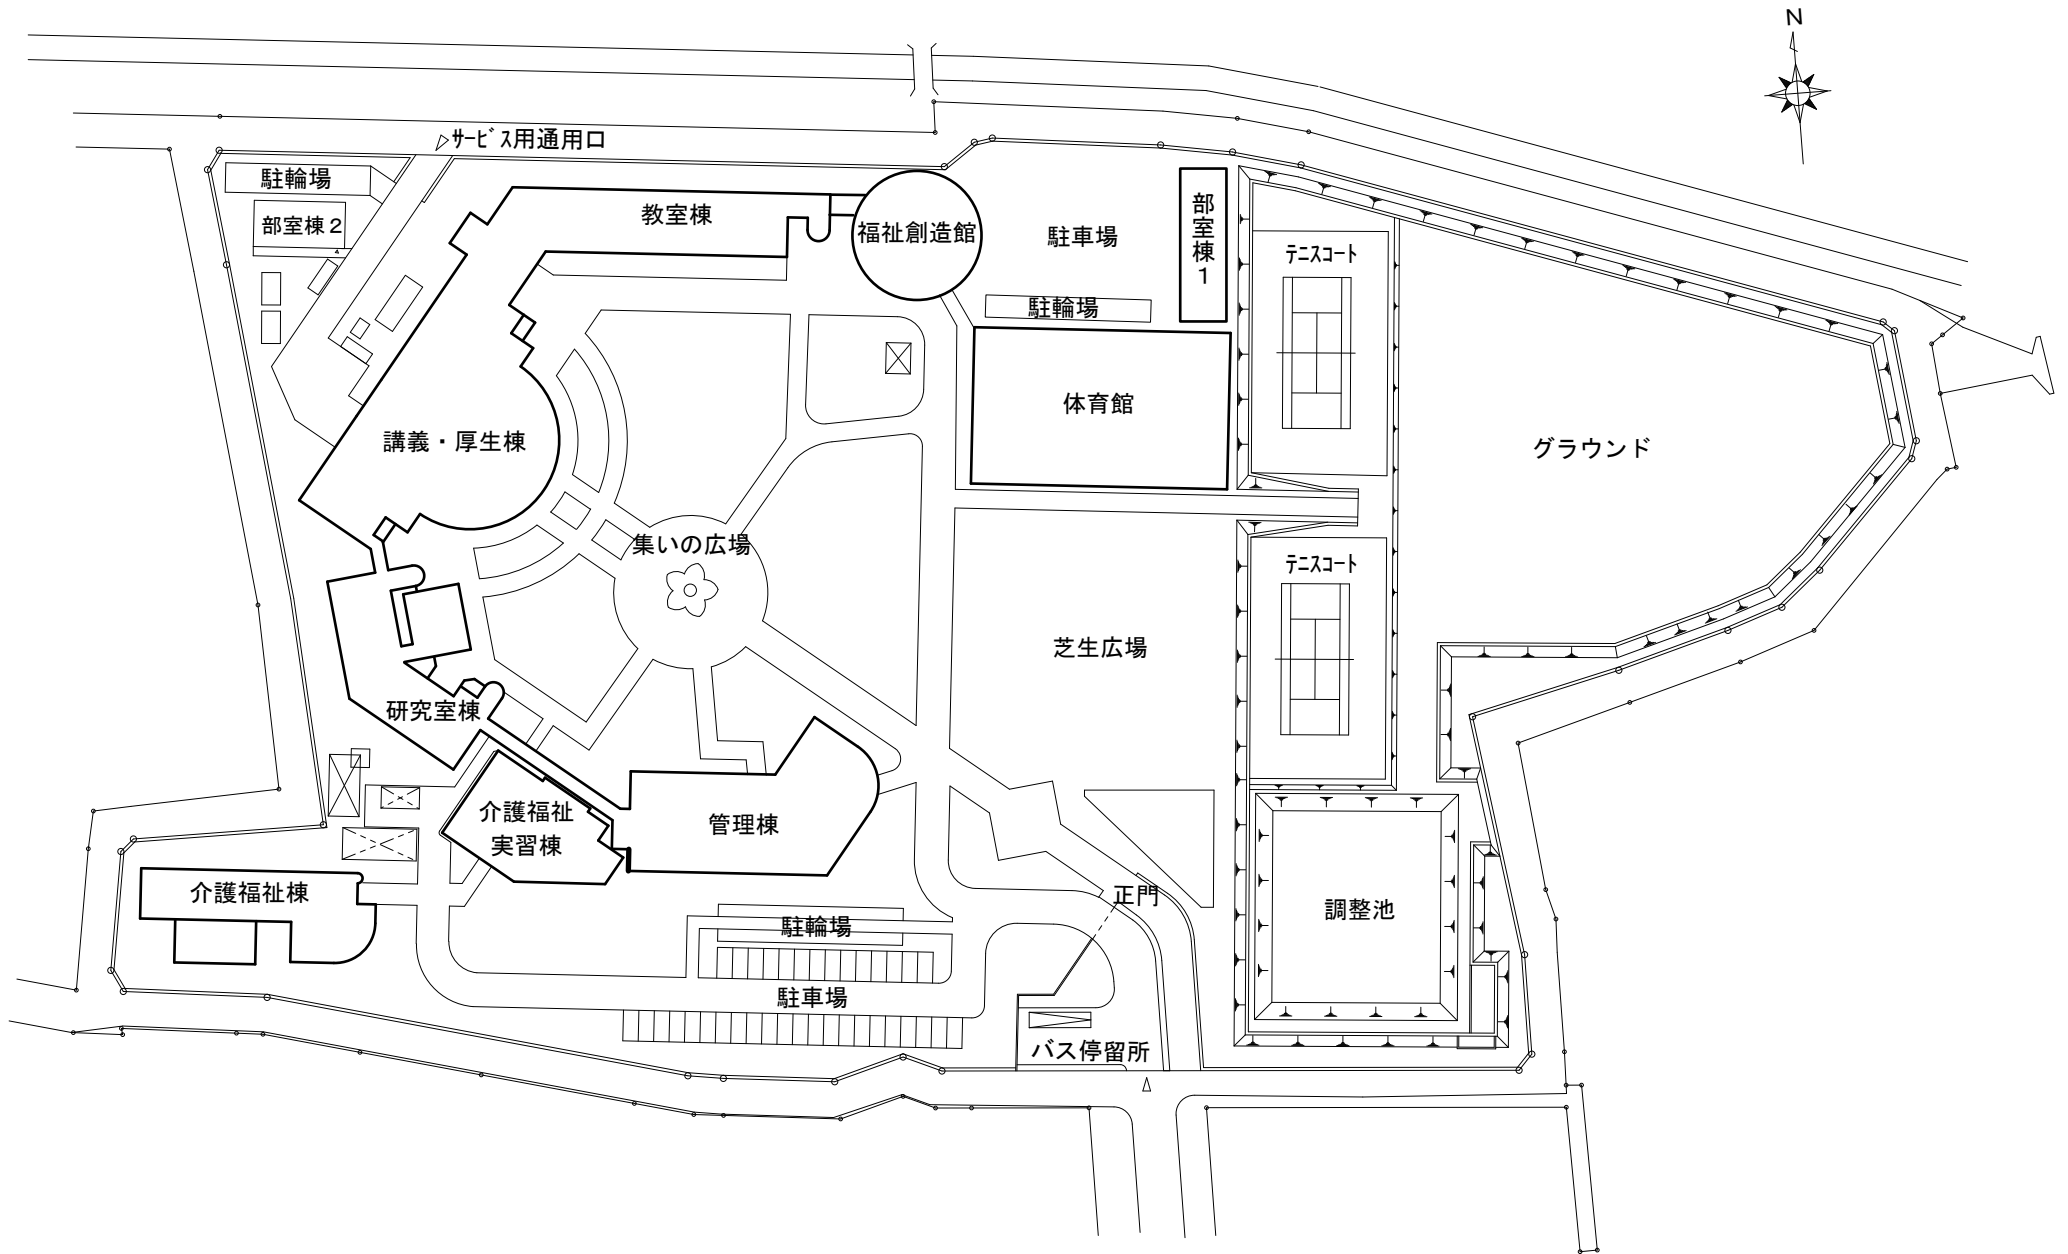 N
サービス用通用口
駐輪場
部室棟２
教室棟
福祉創造館
駐車場
部室棟１
駐輪場
テニスコート
体育館
グラウンド
講義・厚生棟
集いの広場
テニスコート
芝生広場
研究室棟
介護福祉
実習棟
管理棟
介護福祉棟
正門
調整池
駐輪場
駐車場
バス停留所